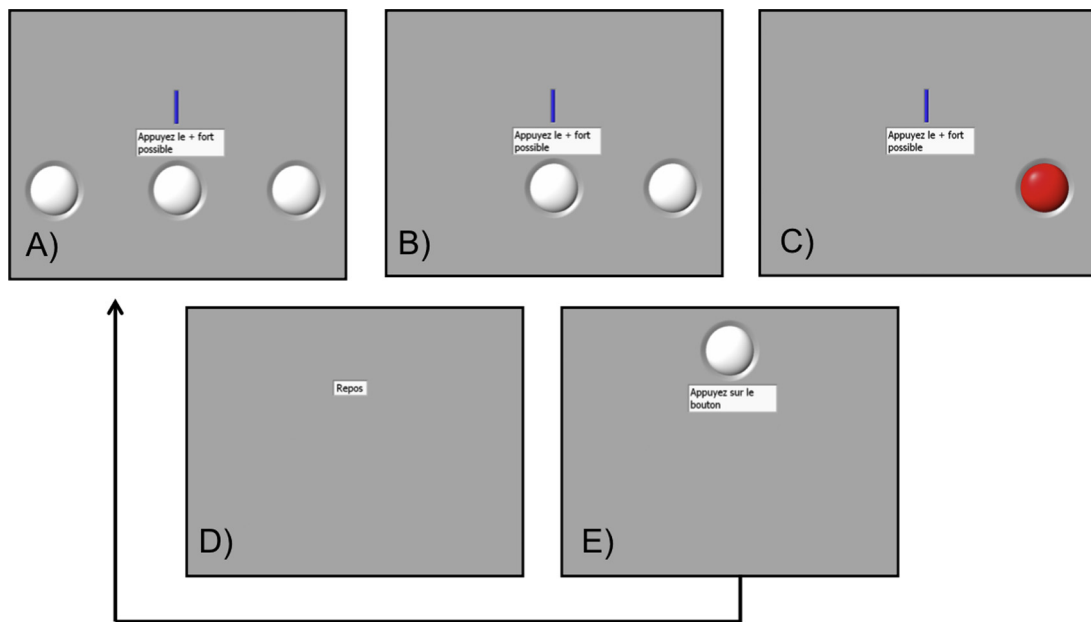 Appuyez le + fort
possible
A)
Appuyez le + fort
possible
B)
Appuyez le + fort
possible
C)
Repos
D)
Appuyez sur le
bouton
E)